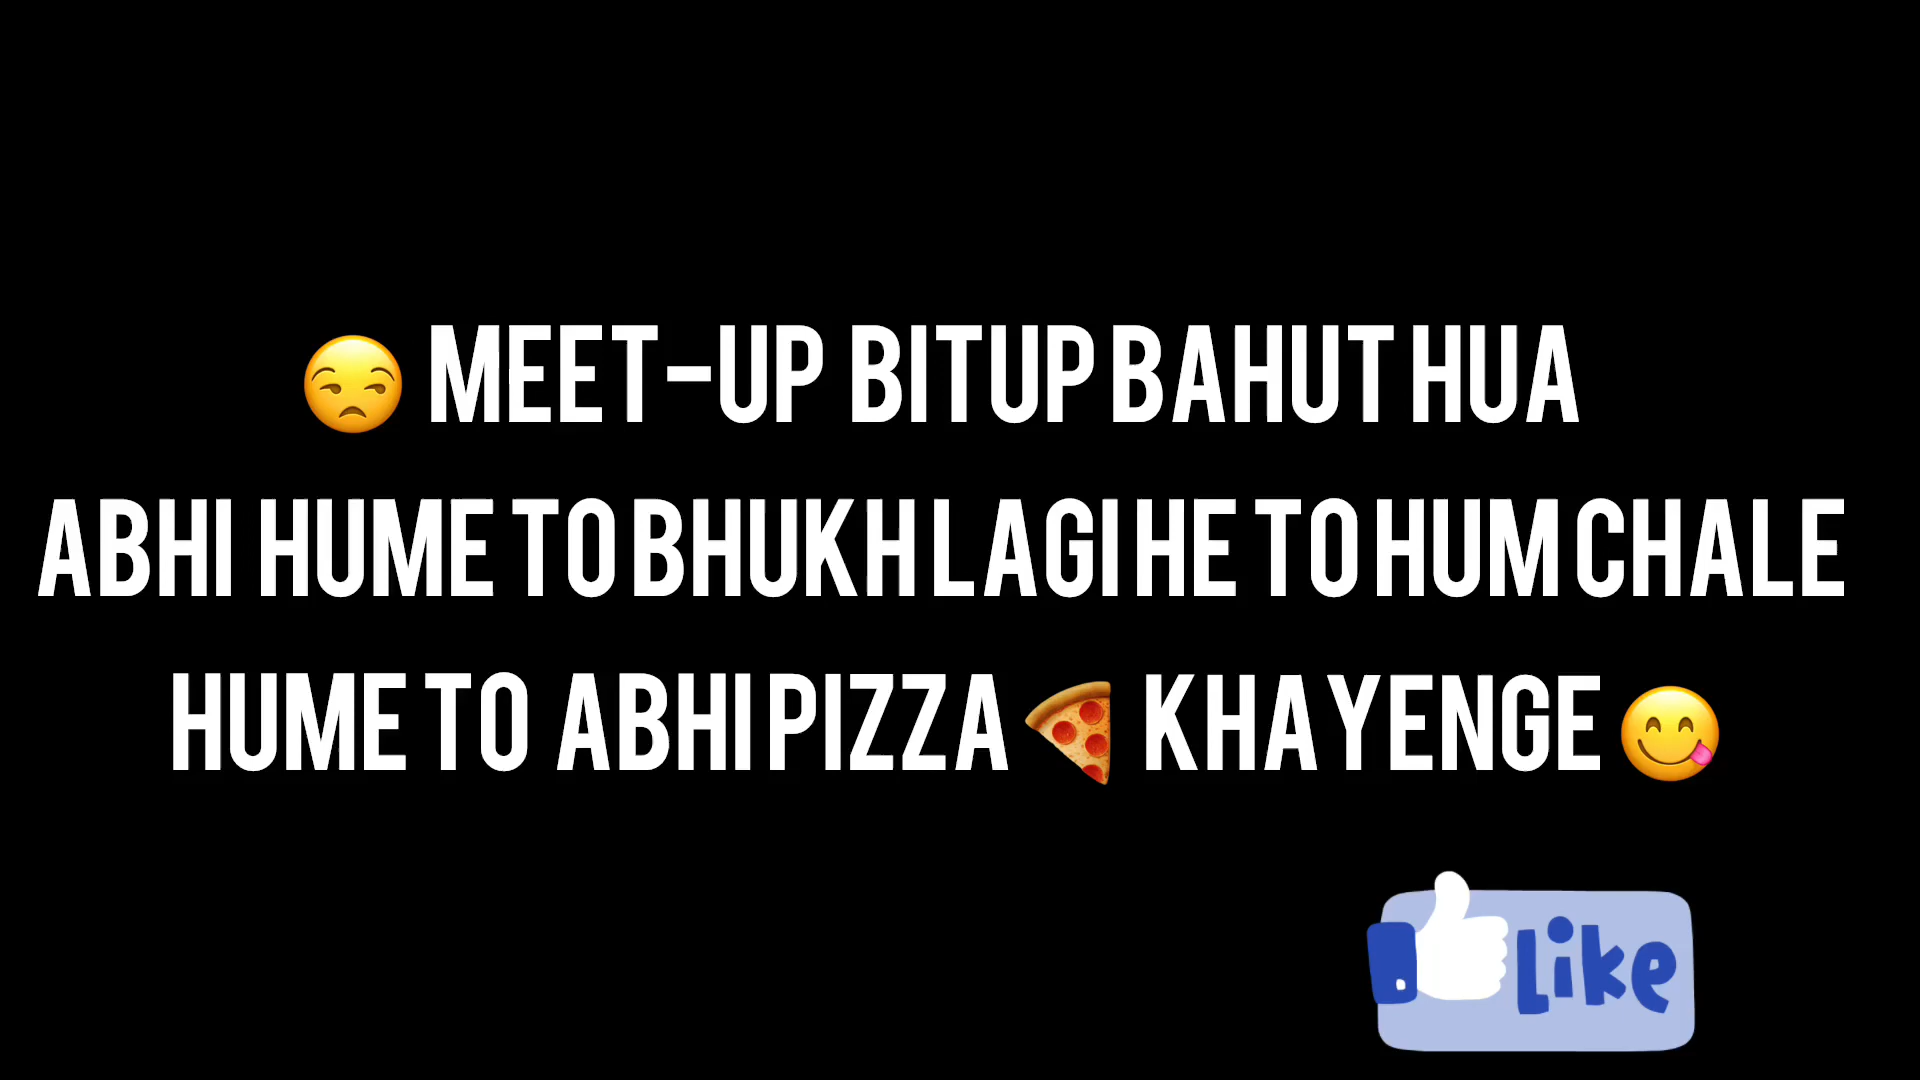 😒 MEET-UP BITUP BAHUT HUA
ABHI HUME TO BHUKH LAGI HE TO HUM CHALE
HUME TO ABHI PIZZA🍕 KHAYENGE 😋
Like